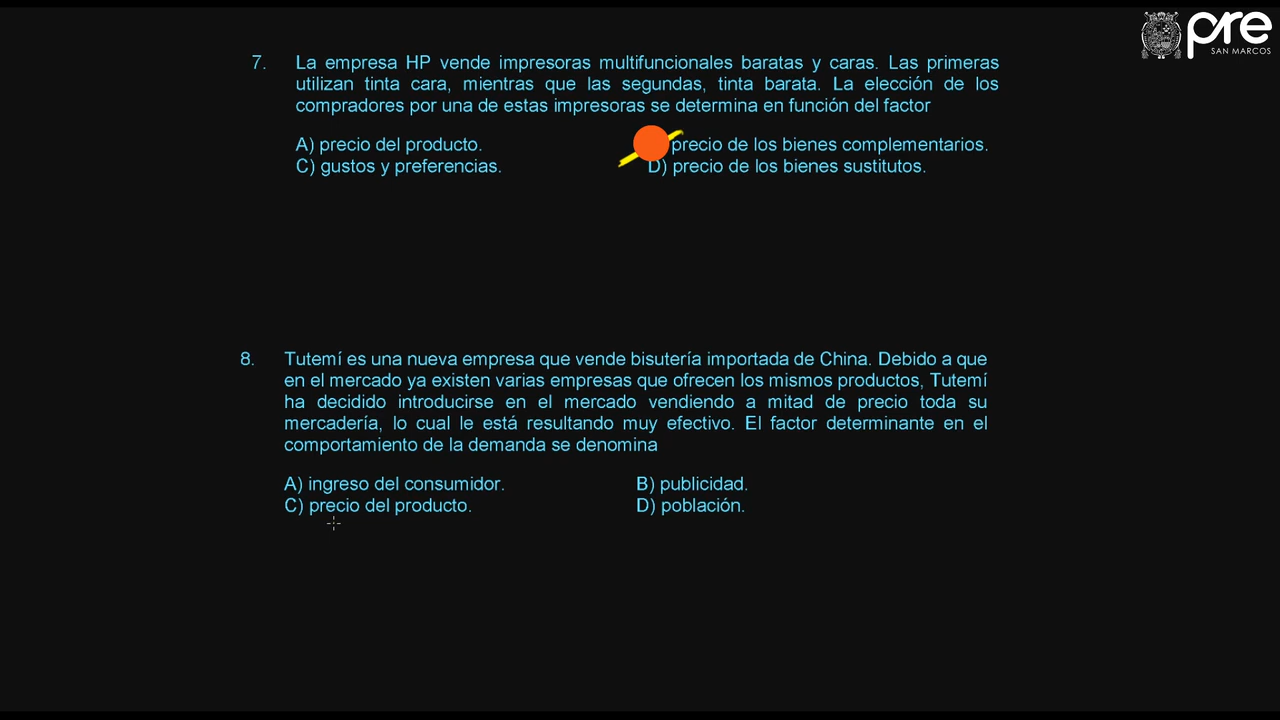 pre
SAN MARCOS
7. La empresa HP vende impresoras multifuncionales baratas y caras. Las primeras
utilizan tinta cara, mientras que las segundas, tinta barata. La elección de los
compradores por una de estas impresoras se determina en función del factor
A) precio del producto. precio de los bienes complementarios.
C) gustos y preferencias. D) precio de los bienes sustitutos.
8. Tutemí es una nueva empresa que vende bisutería importada de China. Debido a que
en el mercado ya existen varias empresas que ofrecen los mismos productos, Tutemí
ha decidido introducirse en el mercado vendiendo a mitad de precio toda su
mercadería, lo cual le está resultando muy efectivo. El factor determinante en el
comportamiento de la demanda se denomina
A) ingreso del consumidor. B) publicidad.
C) precio del producto. D) población.